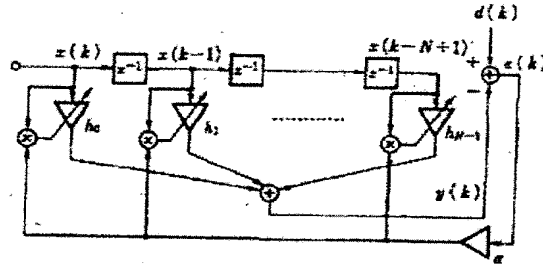 d(k)
x(k)
x(k-1)
x(k-N+1)
e(k)
z⁻¹
z⁻¹
z⁻¹
+
−
+
h₀
h₁
h_{N-1}
×
×
×
+
y(k)
α